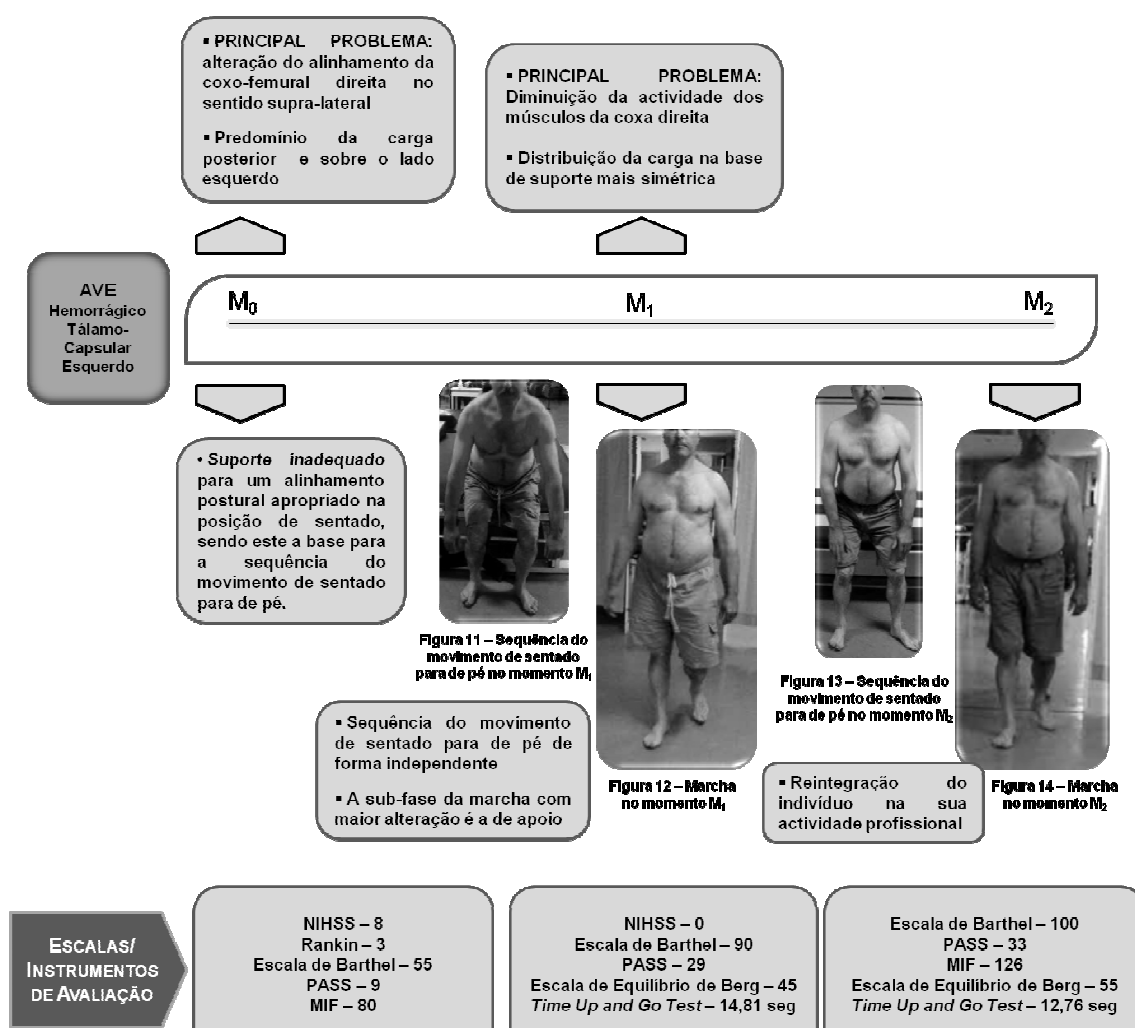 ▪ PRINCIPAL PROBLEMA:
alteração do alinhamento da
coxo-femural direita no
sentido supra-lateral
▪ Predomínio da carga
posterior e sobre o lado
esquerdo
▪ PRINCIPAL PROBLEMA:
Diminuição da actividade dos
músculos da coxa direita
▪ Distribuição da carga na base
de suporte mais simétrica
AVE
Hemorrágico
Tálamo-
Capsular
Esquerdo
M0
M1
M2
• Suporte inadequado
para um alinhamento
postural apropriado na
posição de sentado,
sendo este a base para
a sequência do
movimento de sentado
para de pé.
Figura 11 – Sequência do
movimento de sentado
para de pé no momento M1
▪ Sequência do movimento
de sentado para de pé de
forma independente
▪ A sub-fase da marcha com
maior alteração é a de apoio
Figura 12 – Marcha
no momento M1
Figura 13 – Sequência do
movimento de sentado
para de pé no momento M2
▪ Reintegração do
indivíduo na sua
actividade profissional
Figura 14 – Marcha
no momento M2
ESCALAS/
INSTRUMENTOS
DE AVALIAÇÃO
NIHSS – 8
Rankin – 3
Escala de Barthel – 55
PASS – 9
MIF – 80
NIHSS – 0
Escala de Barthel – 90
PASS – 29
Escala de Equilíbrio de Berg – 45
Time Up and Go Test – 14,81 seg
Escala de Barthel – 100
PASS – 33
MIF – 126
Escala de Equilíbrio de Berg – 55
Time Up and Go Test – 12,76 seg